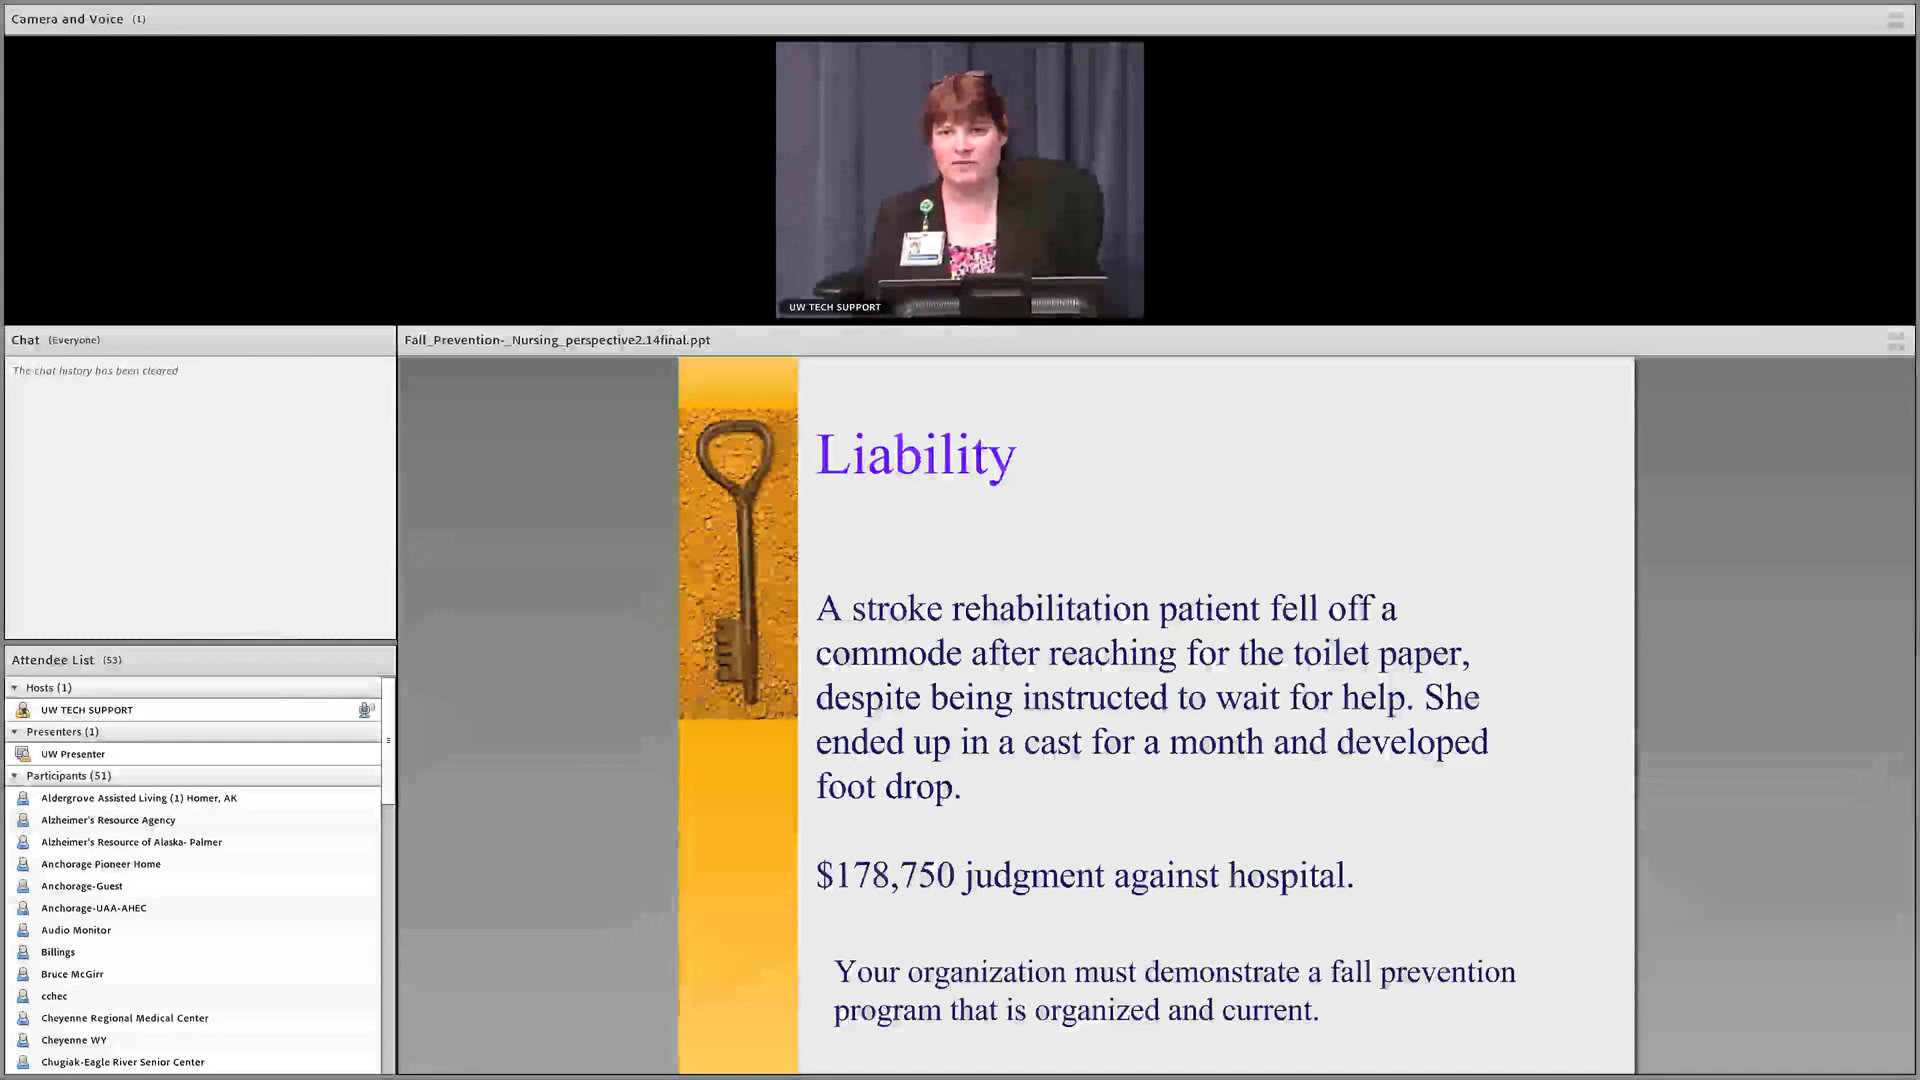 Camera and Voice (1)
UW TECH SUPPORT
Chat (Everyone)
The chat history has been cleared
Attendee List (53)
Hosts (1)
UW TECH SUPPORT
Presenters (1)
UW Presenter
Participants (51)
Aldergrove Assisted Living (1) Homer, AK
Alzheimer's Resource Agency
Alzheimer's Resource of Alaska- Palmer
Anchorage Pioneer Home
Anchorage-Guest
Anchorage-UAA-AHEC
Audio Monitor
Billings
Bruce McGirr
cchec
Cheyenne Regional Medical Center
Cheyenne WY
Chugiak-Eagle River Senior Center
Fall_Prevention-_Nursing_perspective2.14final.ppt
Liability
A stroke rehabilitation patient fell off a
commode after reaching for the toilet paper,
despite being instructed to wait for help. She
ended up in a cast for a month and developed
foot drop.
$178,750 judgment against hospital.
Your organization must demonstrate a fall prevention
program that is organized and current.